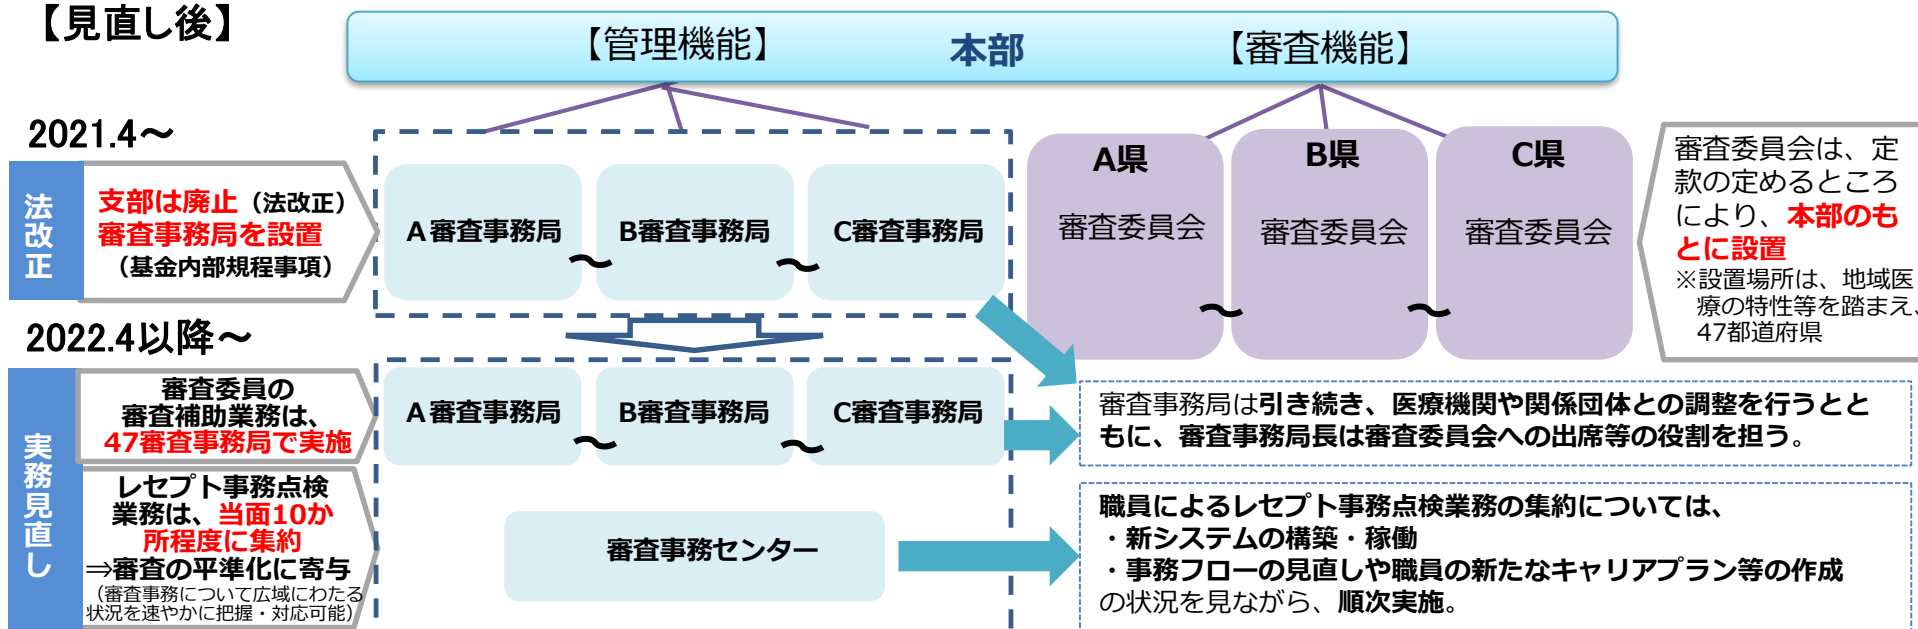 【見直し後】
【管理機能】 本部 【審査機能】
2021.4～
法改正
支部は廃止（法改正）
審査事務局を設置
（基金内部規程事項）
A審査事務局 B審査事務局 C審査事務局
～ ～
A県 B県 C県
審査委員会 審査委員会 審査委員会
～ ～
審査委員会は、定
款の定めるところ
により、本部のも
とに設置
※設置場所は、地域医
療の特性等を踏まえ、
47都道府県
2022.4以降～
実務見直し
審査委員の
審査補助業務は、
47審査事務局で実施
レセプト事務点検
業務は、当面10か
所程度に集約
⇒審査の平準化に寄与
（審査事務について広域にわたる
状況を速やかに把握・対応可能）
A審査事務局 B審査事務局 C審査事務局
～ ～
審査事務センター
審査事務局は引き続き、医療機関や関係団体との調整を行うとと
もに、審査事務局長は審査委員会への出席等の役割を担う。
職員によるレセプト事務点検業務の集約については、
・新システムの構築・稼働
・事務フローの見直しや職員の新たなキャリアプラン等の作成
の状況を見ながら、順次実施。